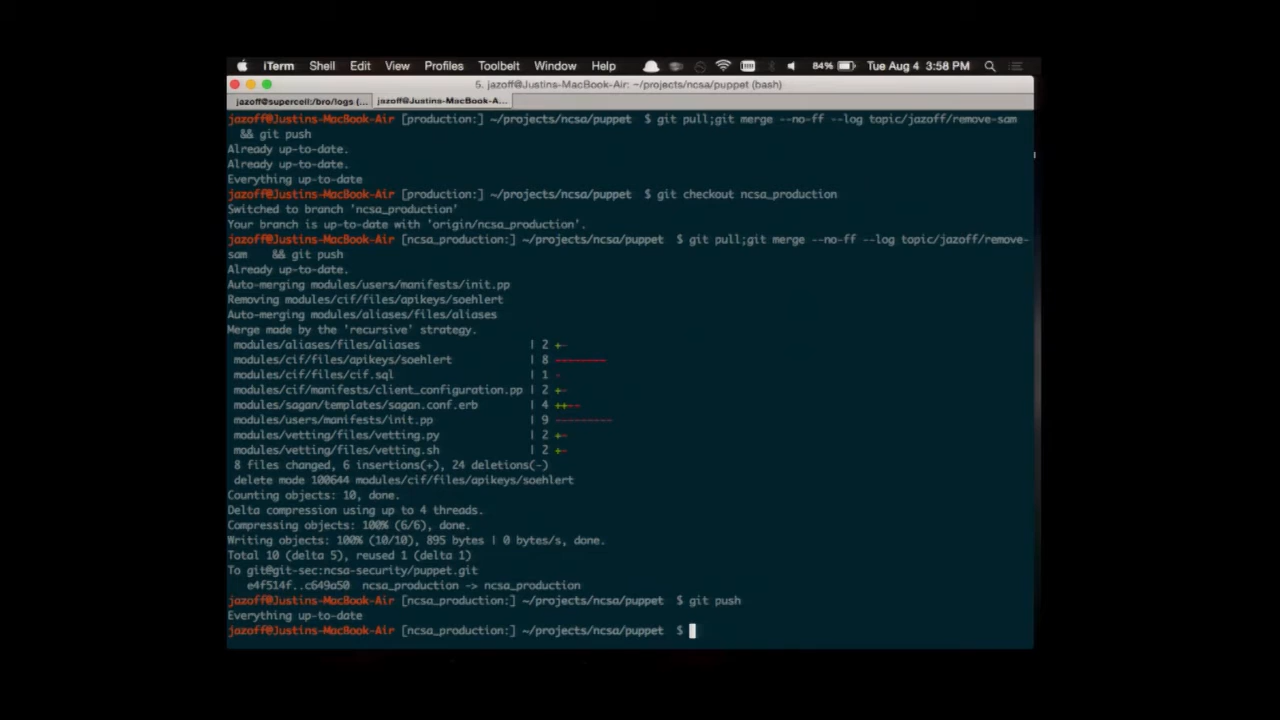 iTerm Shell Edit View Profiles Toolbelt Window Help 84% Tue Aug 4 3:58 PM
5. jazoff@Justins-MacBook-Air: ~/projects/ncsa/puppet (bash)
jazoff@supercell:/bro/logs (... jazoff@Justins-MacBook-A...
jazoff@Justins-MacBook-Air [production:] ~/projects/ncsa/puppet $ git pull;git merge --no-ff --log topic/jazoff/remove-sam
&& git push
Already up-to-date.
Already up-to-date.
Everything up-to-date
jazoff@Justins-MacBook-Air [production:] ~/projects/ncsa/puppet $ git checkout ncsa_production
Switched to branch 'ncsa_production'
Your branch is up-to-date with 'origin/ncsa_production'.
jazoff@Justins-MacBook-Air [ncsa_production:] ~/projects/ncsa/puppet $ git pull;git merge --no-ff --log topic/jazoff/remove-
sam && git push
Already up-to-date.
Auto-merging modules/users/manifests/init.pp
Removing modules/cif/files/apikeys/soehlert
Auto-merging modules/aliases/files/aliases
Merge made by the 'recursive' strategy.
modules/aliases/files/aliases | 2 +-
modules/cif/files/apikeys/soehlert | 8 --------
modules/cif/files/cif.sql | 1 -
modules/cif/manifests/client_configuration.pp | 2 +-
modules/sagan/templates/sagan.conf.erb | 4 ++--
modules/users/manifests/init.pp | 9 ---------
modules/vetting/files/vetting.py | 2 +-
modules/vetting/files/vetting.sh | 2 +-
8 files changed, 6 insertions(+), 24 deletions(-)
delete mode 100644 modules/cif/files/apikeys/soehlert
Counting objects: 10, done.
Delta compression using up to 4 threads.
Compressing objects: 100% (6/6), done.
Writing objects: 100% (10/10), 895 bytes | 0 bytes/s, done.
Total 10 (delta 5), reused 1 (delta 1)
To git@git-sec:ncsa-security/puppet.git
e4f514f..c649a50 ncsa_production -> ncsa_production
jazoff@Justins-MacBook-Air [ncsa_production:] ~/projects/ncsa/puppet $ git push
Everything up-to-date
jazoff@Justins-MacBook-Air [ncsa_production:] ~/projects/ncsa/puppet $